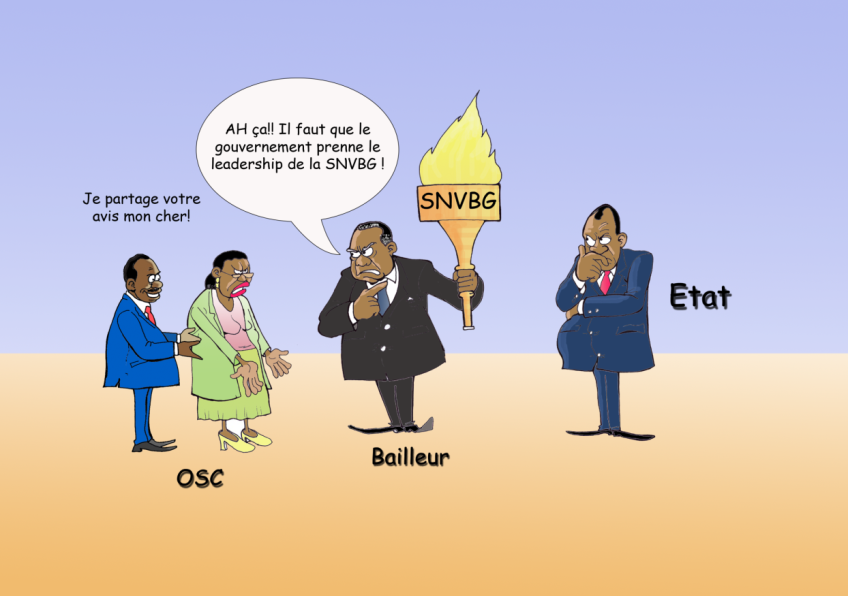 AH ça!! Il faut que le
gouvernement prenne le
leadership de la SNVBG !
Je partage votre
avis mon cher!
SNVBG
Etat
Bailleur
OSC